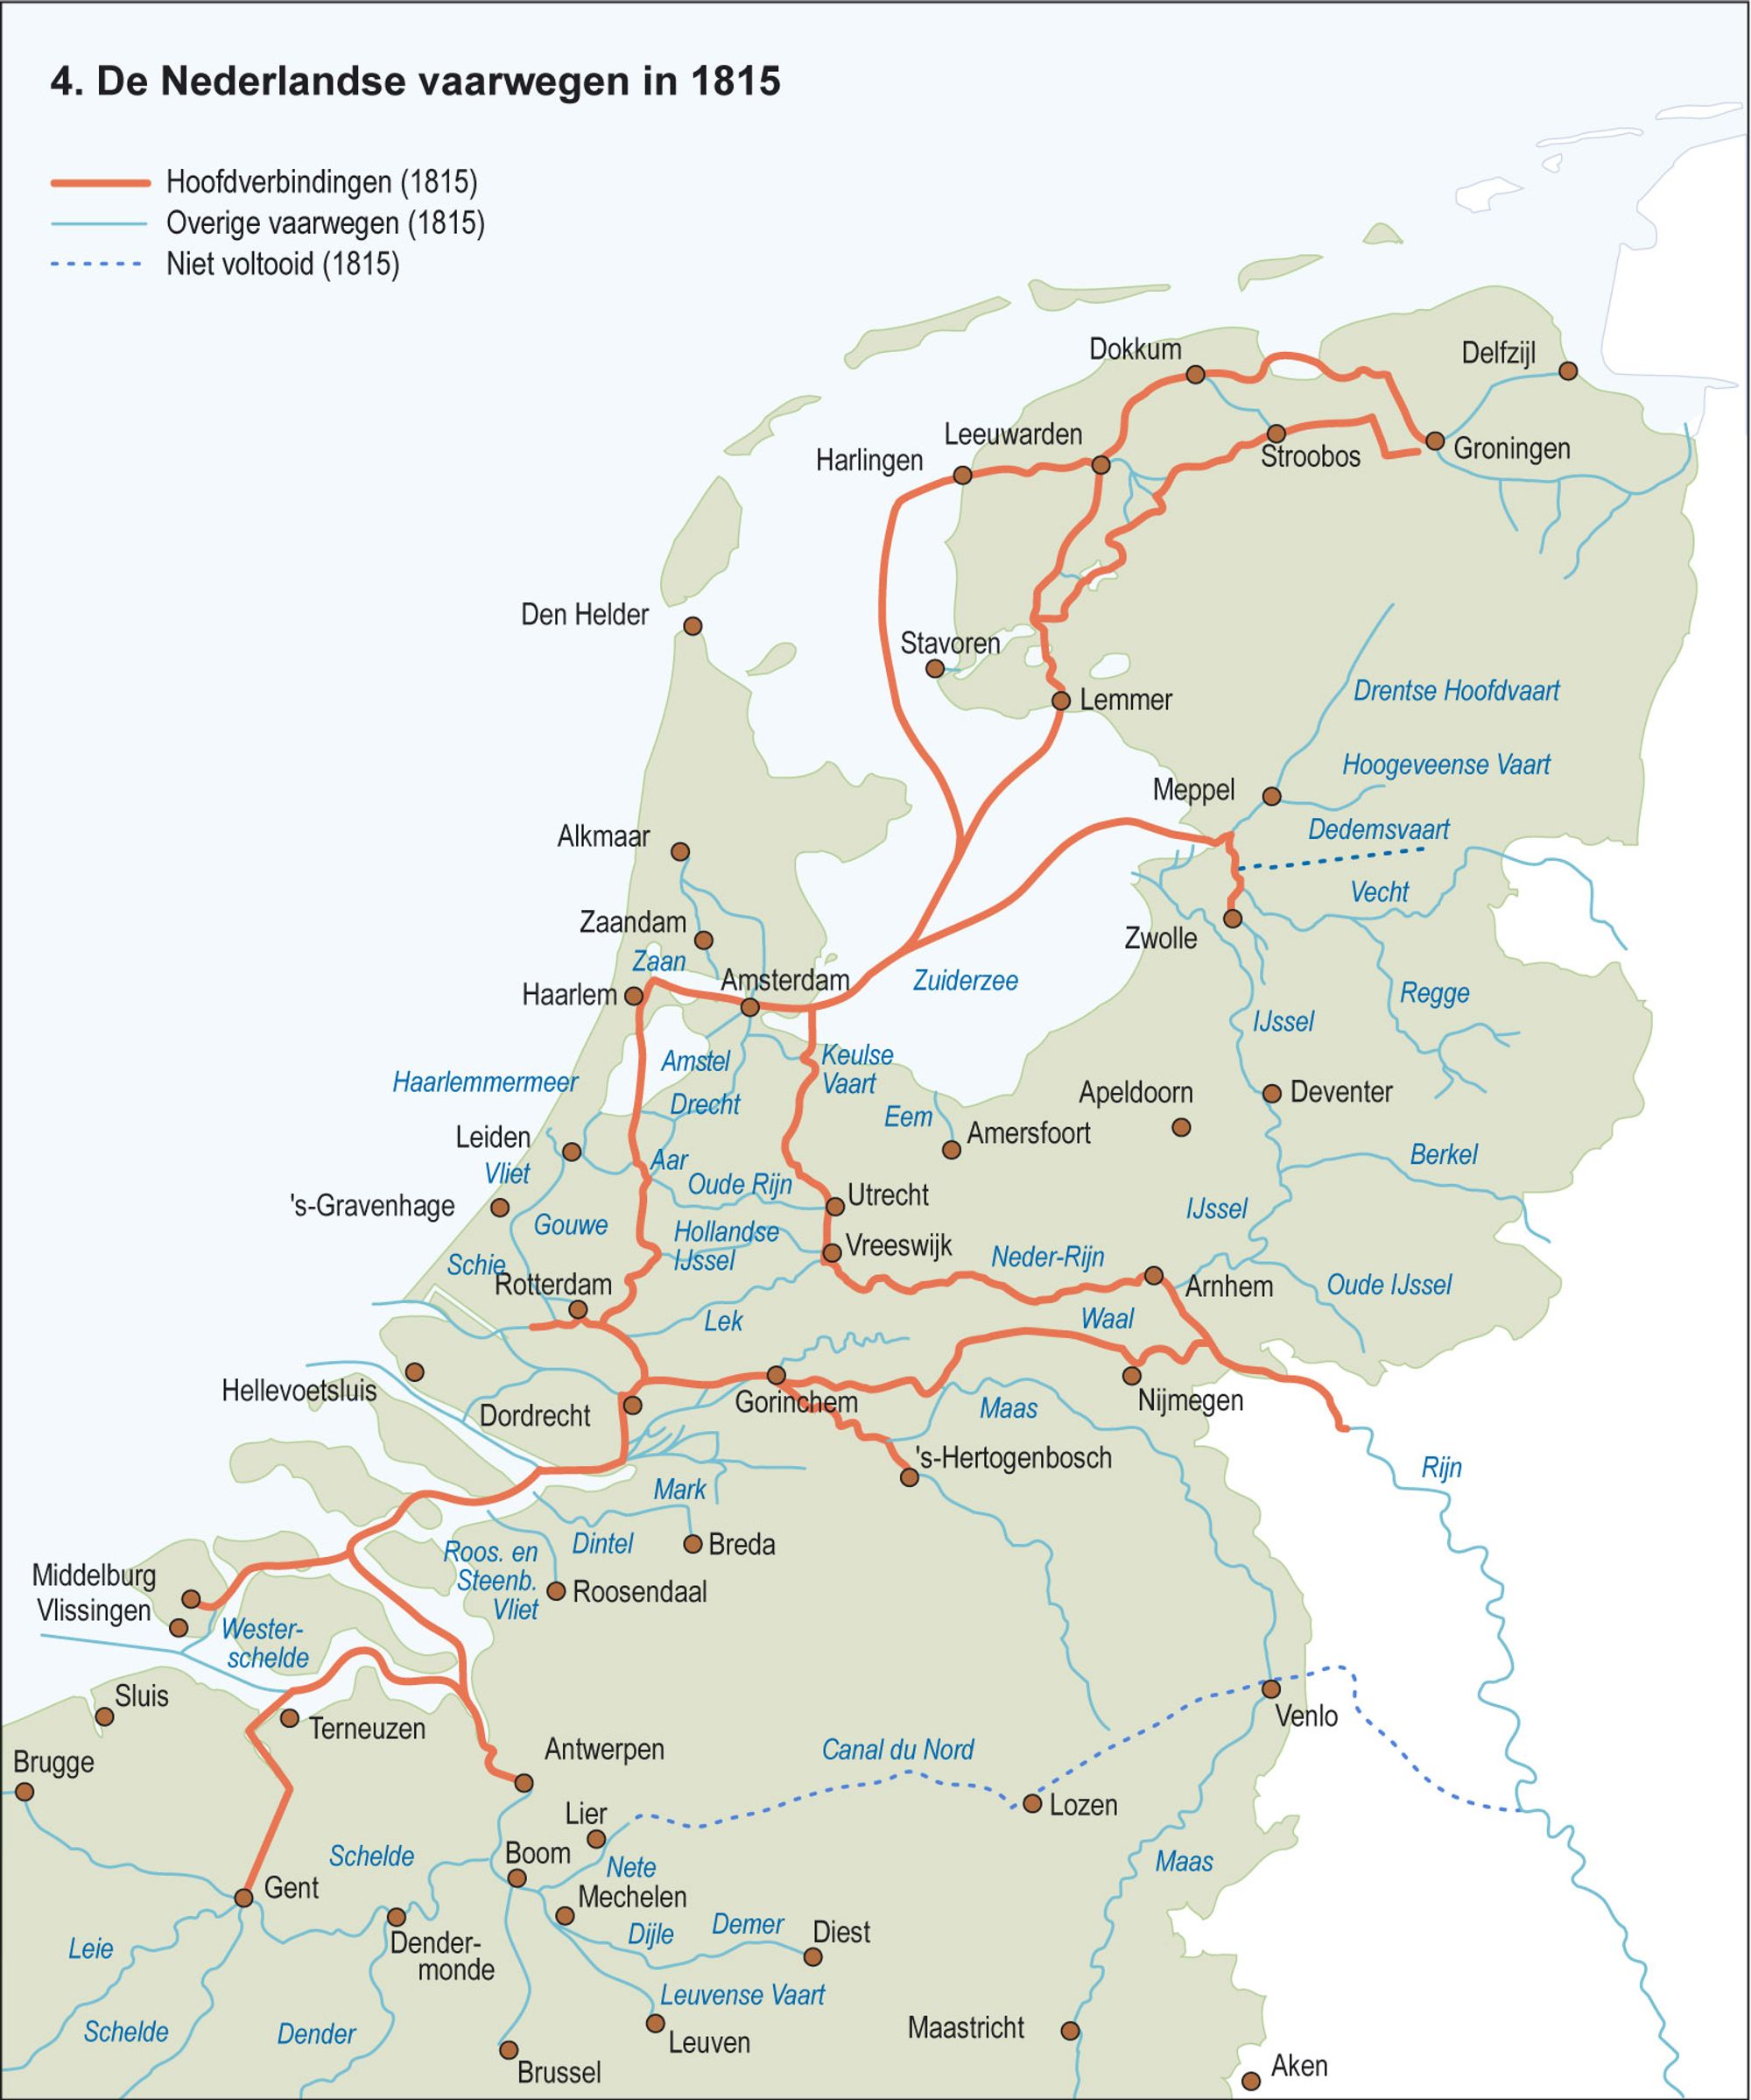 4. De Nederlandse vaarwegen in 1815
Hoofdverbindingen (1815)
Overige vaarwegen (1815)
Niet voltooid (1815)
Dokkum
Delfzijl
Leeuwarden
Harlingen
Stroobos
Groningen
Den Helder
Stavoren
Lemmer
Drentse Hoofdvaart
Hoogeveense Vaart
Meppel
Dedemsvaart
Alkmaar
Vecht
Zaandam
Zwolle
Zaan
Amsterdam
Zuiderzee
Haarlem
Regge
IJssel
Amstel
Keulse
Vaart
Haarlemmermeer
Drecht
Eem
Apeldoorn
Deventer
Leiden
Amersfoort
Aar
Berkel
Vliet
Oude Rijn
Utrecht
's-Gravenhage
IJssel
Gouwe
Hollandse
IJssel
Vreeswijk
Neder-Rijn
Schie
Rotterdam
Arnhem
Oude IJssel
Lek
Waal
Hellevoetsluis
Dordrecht
Gorinchem
Maas
Nijmegen
's-Hertogenbosch
Rijn
Mark
Dintel
Breda
Roos. en
Steenb.
Vliet
Roosendaal
Middelburg
Vlissingen
Wester-
schelde
Sluis
Terneuzen
Venlo
Antwerpen
Canal du Nord
Brugge
Lier
Lozen
Boom
Schelde
Nete
Maas
Gent
Mechelen
Dijle
Demer
Diest
Leie
Dender-
monde
Leuvense Vaart
Schelde
Dender
Leuven
Maastricht
Brussel
Aken